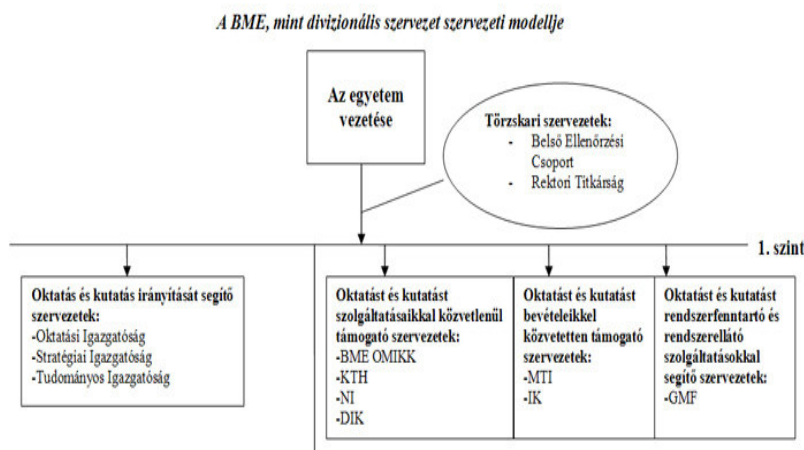 A BME, mint divizionális szervezet szervezeti modellje
Az egyetem
vezetése
Törzskari szervezetek:
- Belső Ellenőrzési
Csoport
- Rektori Titkárság
1. szint
Oktatás és kutatás irányítását segítő
szervezetek:
-Oktatási Igazgatóság
-Stratégiai Igazgatóság
-Tudományos Igazgatóság
Oktatást és kutatást
szolgáltatásaikkal közvetlenül
támogató szervezetek:
-BME OMIKK
-KTH
-NI
-DIK
Oktatást és kutatást
bevételeikkel
közvetetten támogató
szervezetek:
-MTI
-IK
Oktatást és kutatást
rendszerfenntartó és
rendszerellátó
szolgáltatásokkal
segítő szervezetek:
-GMF